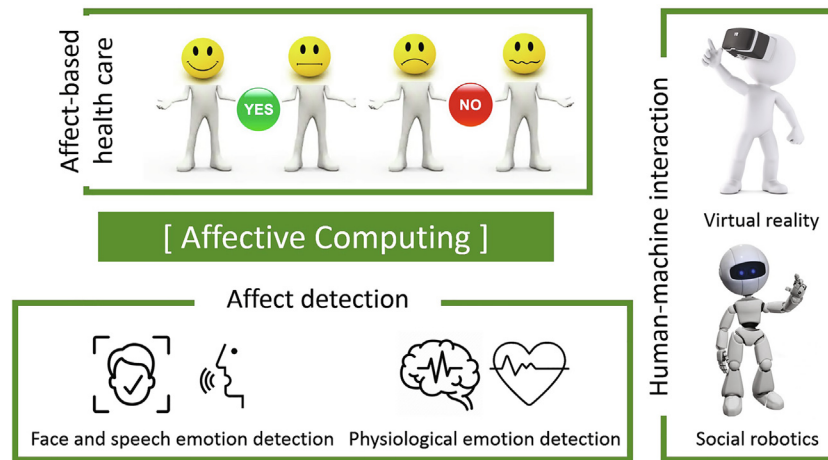 Affect-based
health care
YES
NO
[ Affective Computing ]
Affect detection
Face and speech emotion detection
Physiological emotion detection
Human-machine interaction
Virtual reality
Social robotics